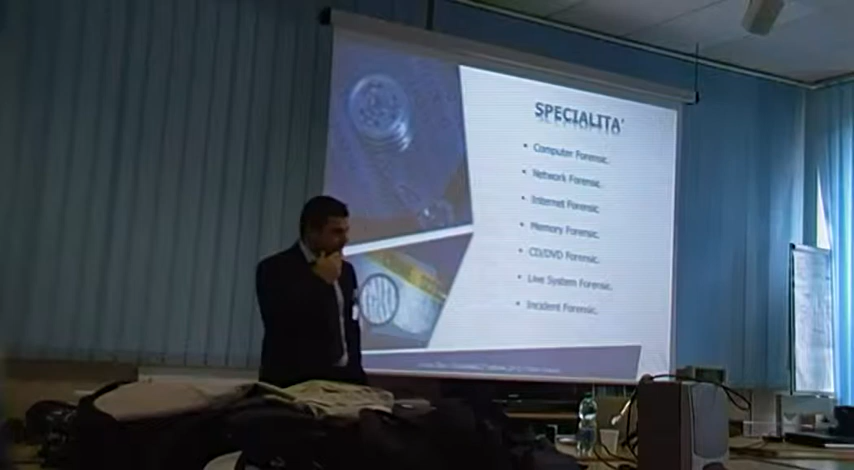 SPECIALITA'
• Computer Forensic.
• Network Forensic.
• Internet Forensic.
• Memory Forensic.
• CD/DVD Forensic.
• Live System Forensic.
• Incident Forensic.